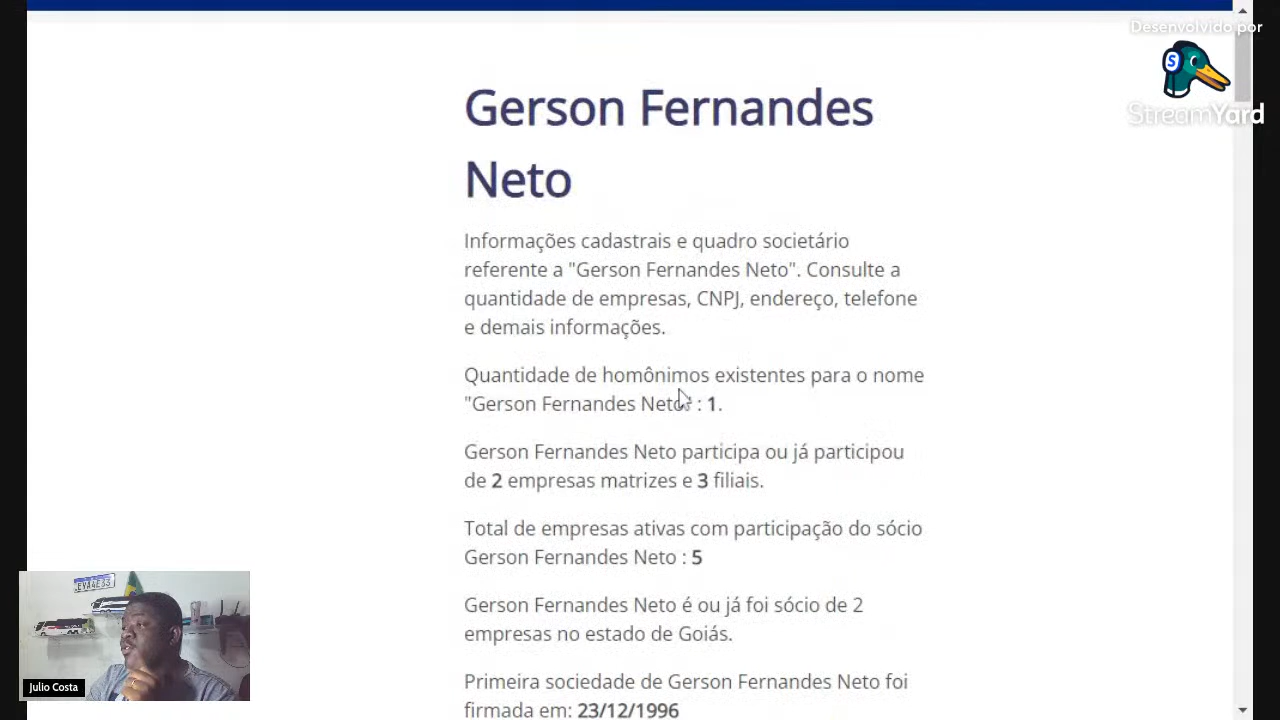 Desenvolvido por
S
StreamYard
Gerson Fernandes
Neto
Informações cadastrais e quadro societário
referente a "Gerson Fernandes Neto". Consulte a
quantidade de empresas, CNPJ, endereço, telefone
e demais informações.
Quantidade de homônimos existentes para o nome
"Gerson Fernandes Neto" : 1.
Gerson Fernandes Neto participa ou já participou
de 2 empresas matrizes e 3 filiais.
Total de empresas ativas com participação do sócio
Gerson Fernandes Neto : 5
Gerson Fernandes Neto é ou já foi sócio de 2
empresas no estado de Goiás.
Primeira sociedade de Gerson Fernandes Neto foi
firmada em: 23/12/1996
Julio Costa